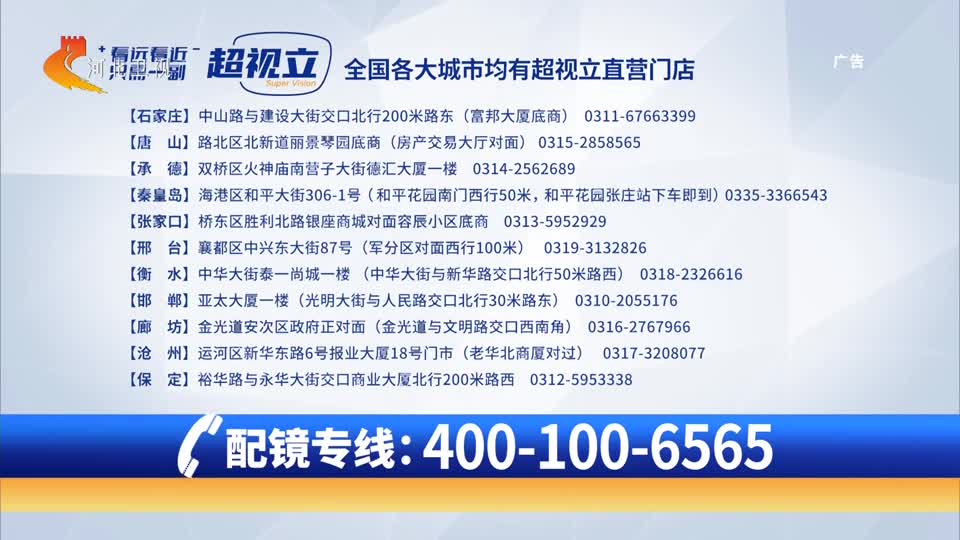 河北卫视
看远看近
只需一副
超视立
Super Vision
全国各大城市均有超视立直营门店
广告
【石家庄】中山路与建设大街交口北行200米路东（富邦大厦底商） 0311-67663399
【唐 山】路北区北新道丽景琴园底商（房产交易大厅对面） 0315-2858565
【承 德】双桥区火神庙南营子大街德汇大厦一楼 0314-2562689
【秦皇岛】海港区和平大街306-1号（和平花园南门西行50米，和平花园张庄站下车即到）0335-3366543
【张家口】桥东区胜利北路银座商城对面容辰小区底商 0313-5952929
【邢 台】襄都区中兴东大街87号（军分区对面西行100米） 0319-3132826
【衡 水】中华大街泰一尚城一楼 （中华大街与新华路交口北行50米路西） 0318-2326616
【邯 郸】亚太大厦一楼（光明大街与人民路交口北行30米路东） 0310-2055176
【廊 坊】金光道安次区政府正对面（金光道与文明路交口西南角） 0316-2767966
【沧 州】运河区新华东路6号报业大厦18号门市（老华北商厦对过） 0317-3208077
【保 定】裕华路与永华大街交口商业大厦北行200米路西 0312-5953338
配镜专线：400-100-6565